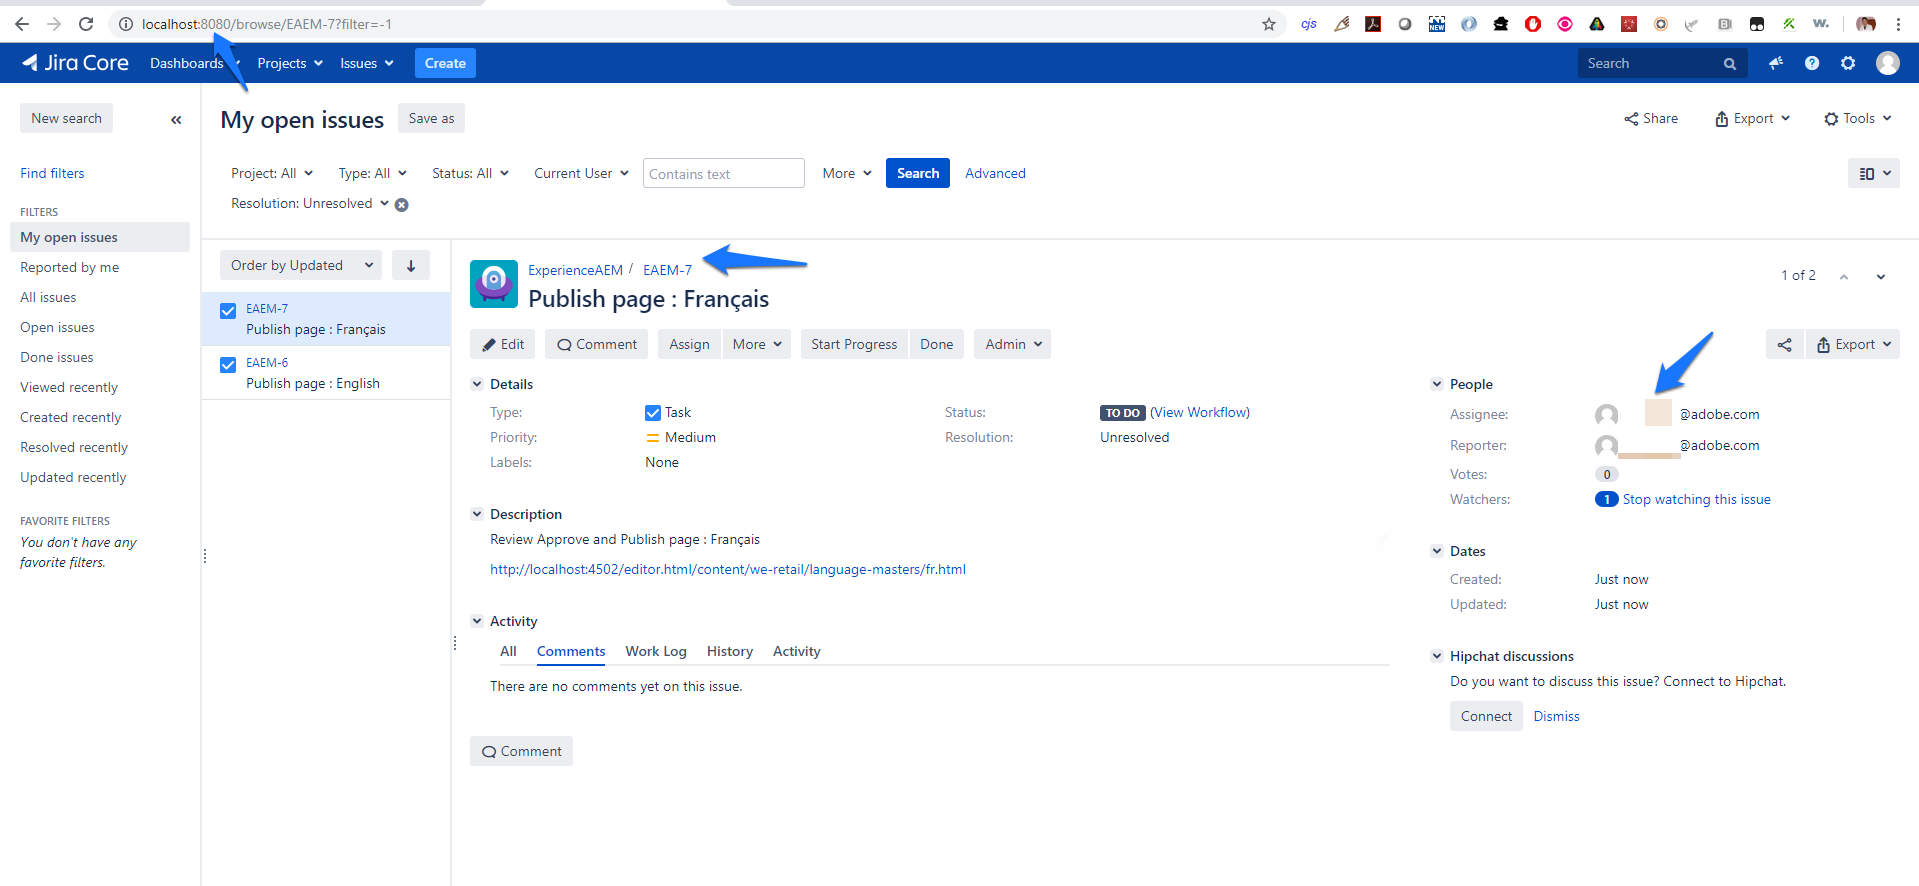 localhost:8080/browse/EAEM-7?filter=-1
cjs
NEW
BI
w.
Jira Core
Dashboards
Projects
Issues
Create
Search
New search
«
My open issues
Save as
Share
Export
Tools
Find filters
Project: All
Type: All
Status: All
Current User
Contains text
More
Search
Advanced
Resolution: Unresolved
FILTERS
My open issues
Reported by me
All issues
Open issues
Done issues
Viewed recently
Created recently
Resolved recently
Updated recently
FAVORITE FILTERS
You don't have any
favorite filters.
Order by Updated
EAEM-7
Publish page : Français
EAEM-6
Publish page : English
ExperienceAEM / EAEM-7
1 of 2
Publish page : Français
Edit
Comment
Assign
More
Start Progress
Done
Admin
Export
Details
Type: Task
Status: TO DO (View Workflow)
Priority: Medium
Resolution: Unresolved
Labels: None
Description
Review Approve and Publish page : Français
http://localhost:4502/editor.html/content/we-retail/language-masters/fr.html
Activity
All Comments Work Log History Activity
There are no comments yet on this issue.
Comment
People
Assignee: @adobe.com
Reporter: @adobe.com
Votes: 0
Watchers: 1 Stop watching this issue
Dates
Created: Just now
Updated: Just now
Hipchat discussions
Do you want to discuss this issue? Connect to Hipchat.
Connect Dismiss